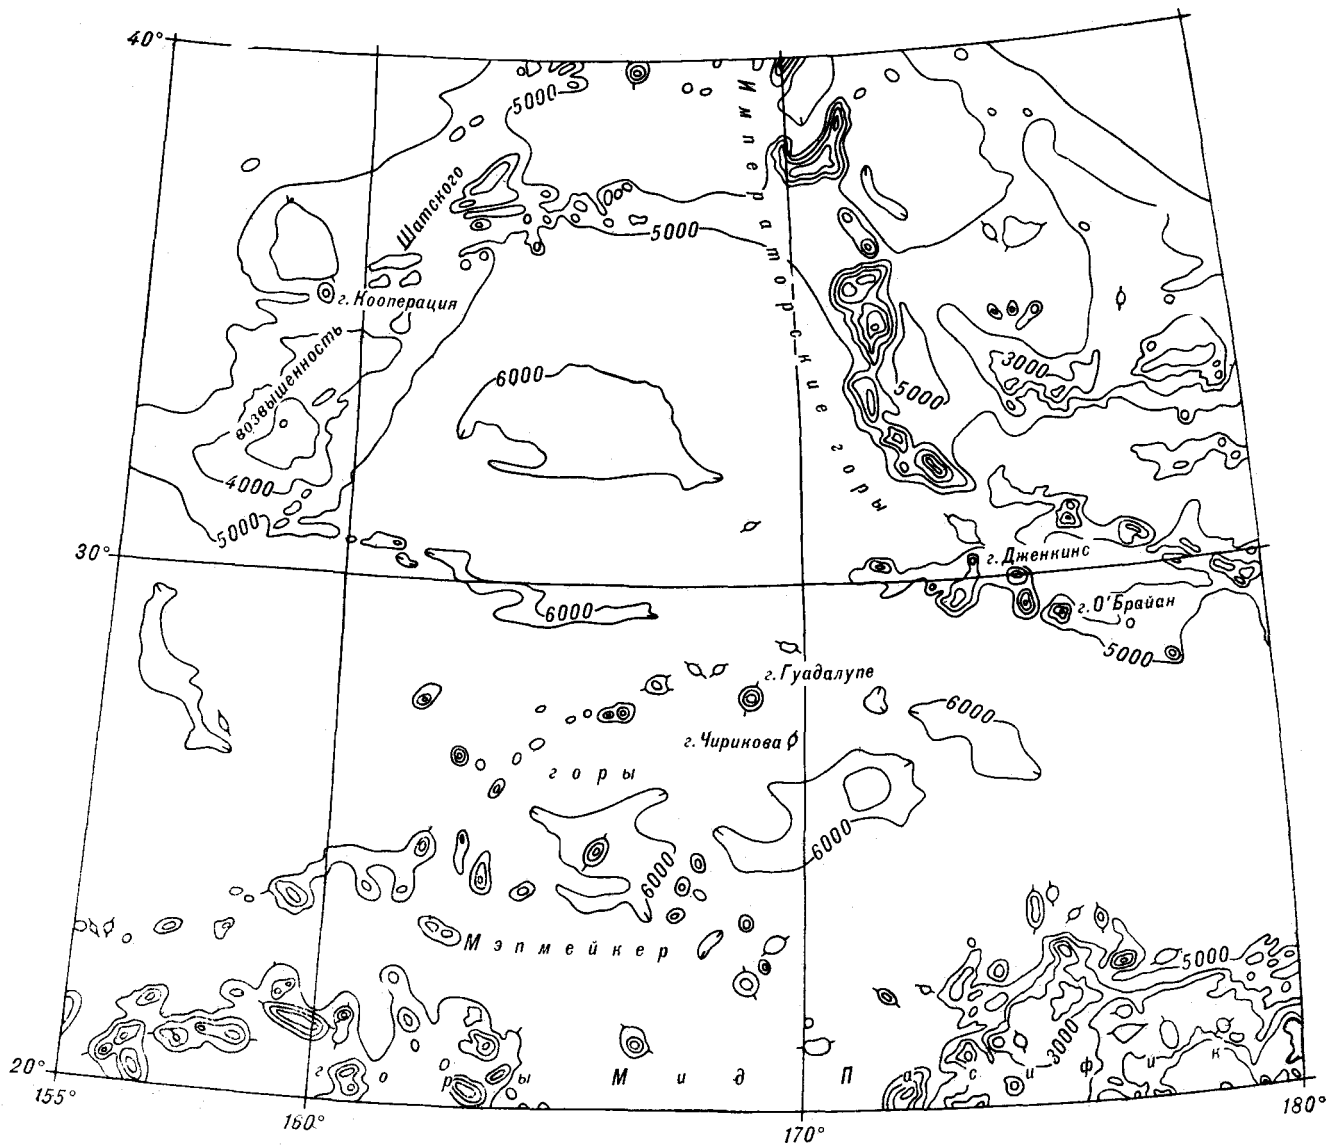 40°
5000
Императорские горы
Шатского
возвышенность
5000
г. Кооперация
6000
3000
5000
4000
5000
30°
г. Дженкинс
6000
г. О'Брайан
5000
г. Гуадалупе
6000
г. Чирикова
горы
6000
6000
Мэпмейкер
5000
3000
20°
горы Мид Пасифик
155°
160°
170°
180°